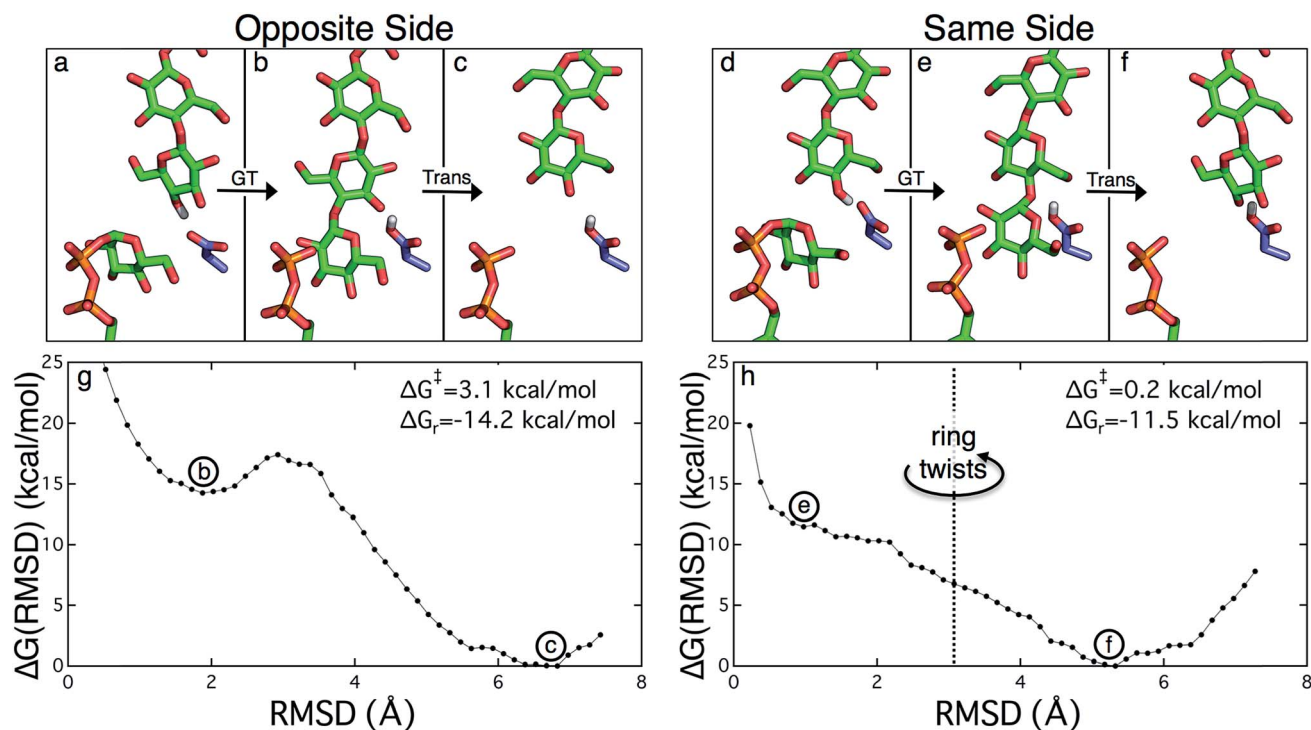 Opposite Side
Same Side
a
b
c
GT
Trans
d
e
f
GT
Trans
g
ΔG‡=3.1 kcal/mol
ΔGr=-14.2 kcal/mol
b
c
25
20
15
10
5
0
0
2
4
6
8
ΔG(RMSD) (kcal/mol)
RMSD (Å)
h
ΔG‡=0.2 kcal/mol
ΔGr=-11.5 kcal/mol
ring
twists
e
f
25
20
15
10
5
0
0
2
4
6
8
ΔG(RMSD) (kcal/mol)
RMSD (Å)